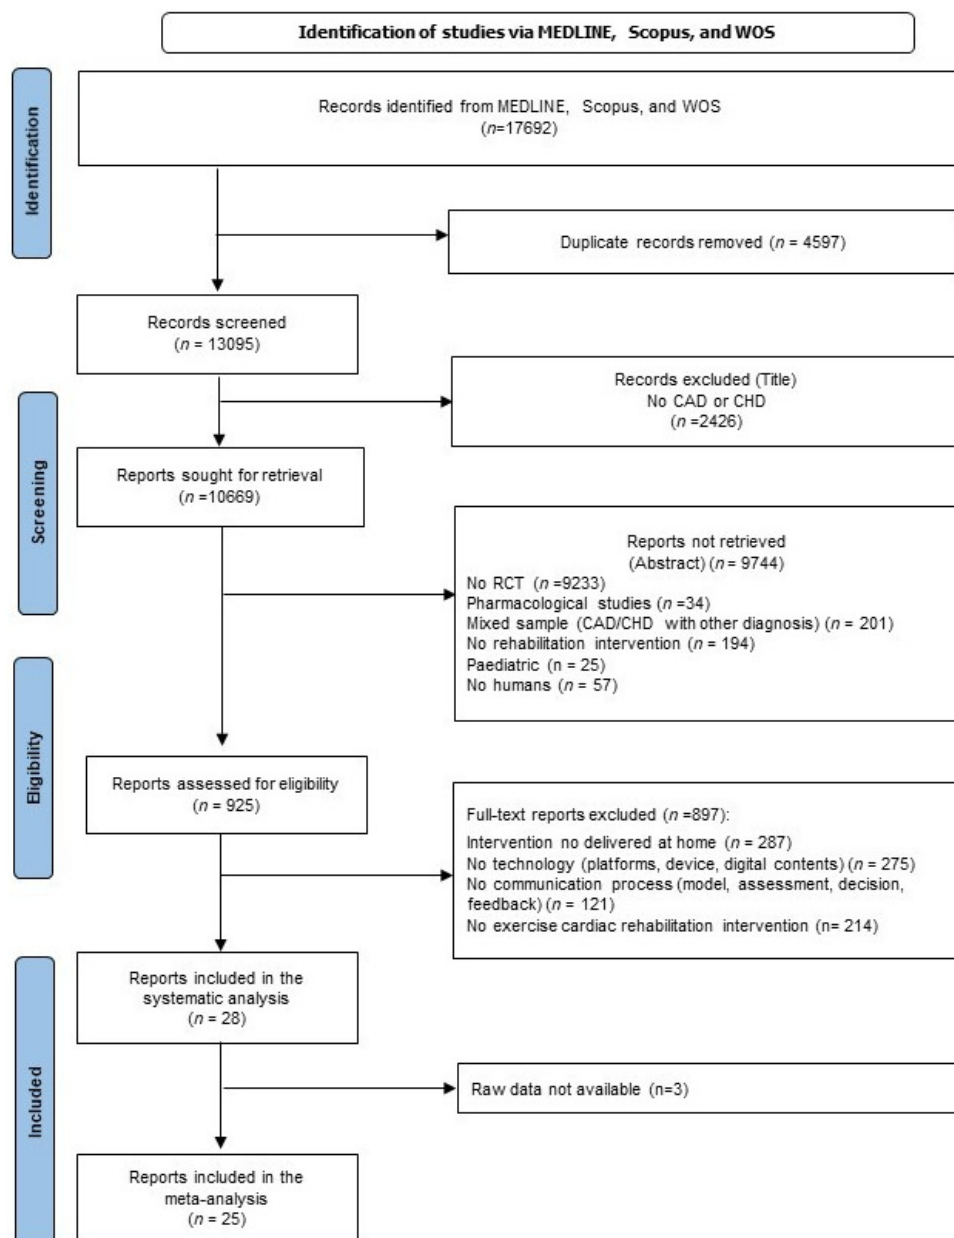 Identification of studies via MEDLINE, Scopus, and WOS
Identification
Records identified from MEDLINE, Scopus, and WOS
(n=17692)
Duplicate records removed (n = 4597)
Records screened
(n = 13095)
Screening
Records excluded (Title)
No CAD or CHD
(n =2426)
Reports sought for retrieval
(n =10669)
Reports not retrieved
(Abstract) (n = 9744)
No RCT (n =9233)
Pharmacological studies (n =34)
Mixed sample (CAD/CHD with other diagnosis) (n = 201)
No rehabilitation intervention (n = 194)
Paediatric (n = 25)
No humans (n = 57)
Eligibility
Reports assessed for eligibility
(n = 925)
Full-text reports excluded (n =897):
Intervention no delivered at home (n = 287)
No technology (platforms, device, digital contents) (n = 275)
No communication process (model, assessment, decision,
feedback) (n = 121)
No exercise cardiac rehabilitation intervention (n= 214)
Included
Reports included in the
systematic analysis
(n = 28)
Raw data not available (n=3)
Reports included in the
meta-analysis
(n = 25)